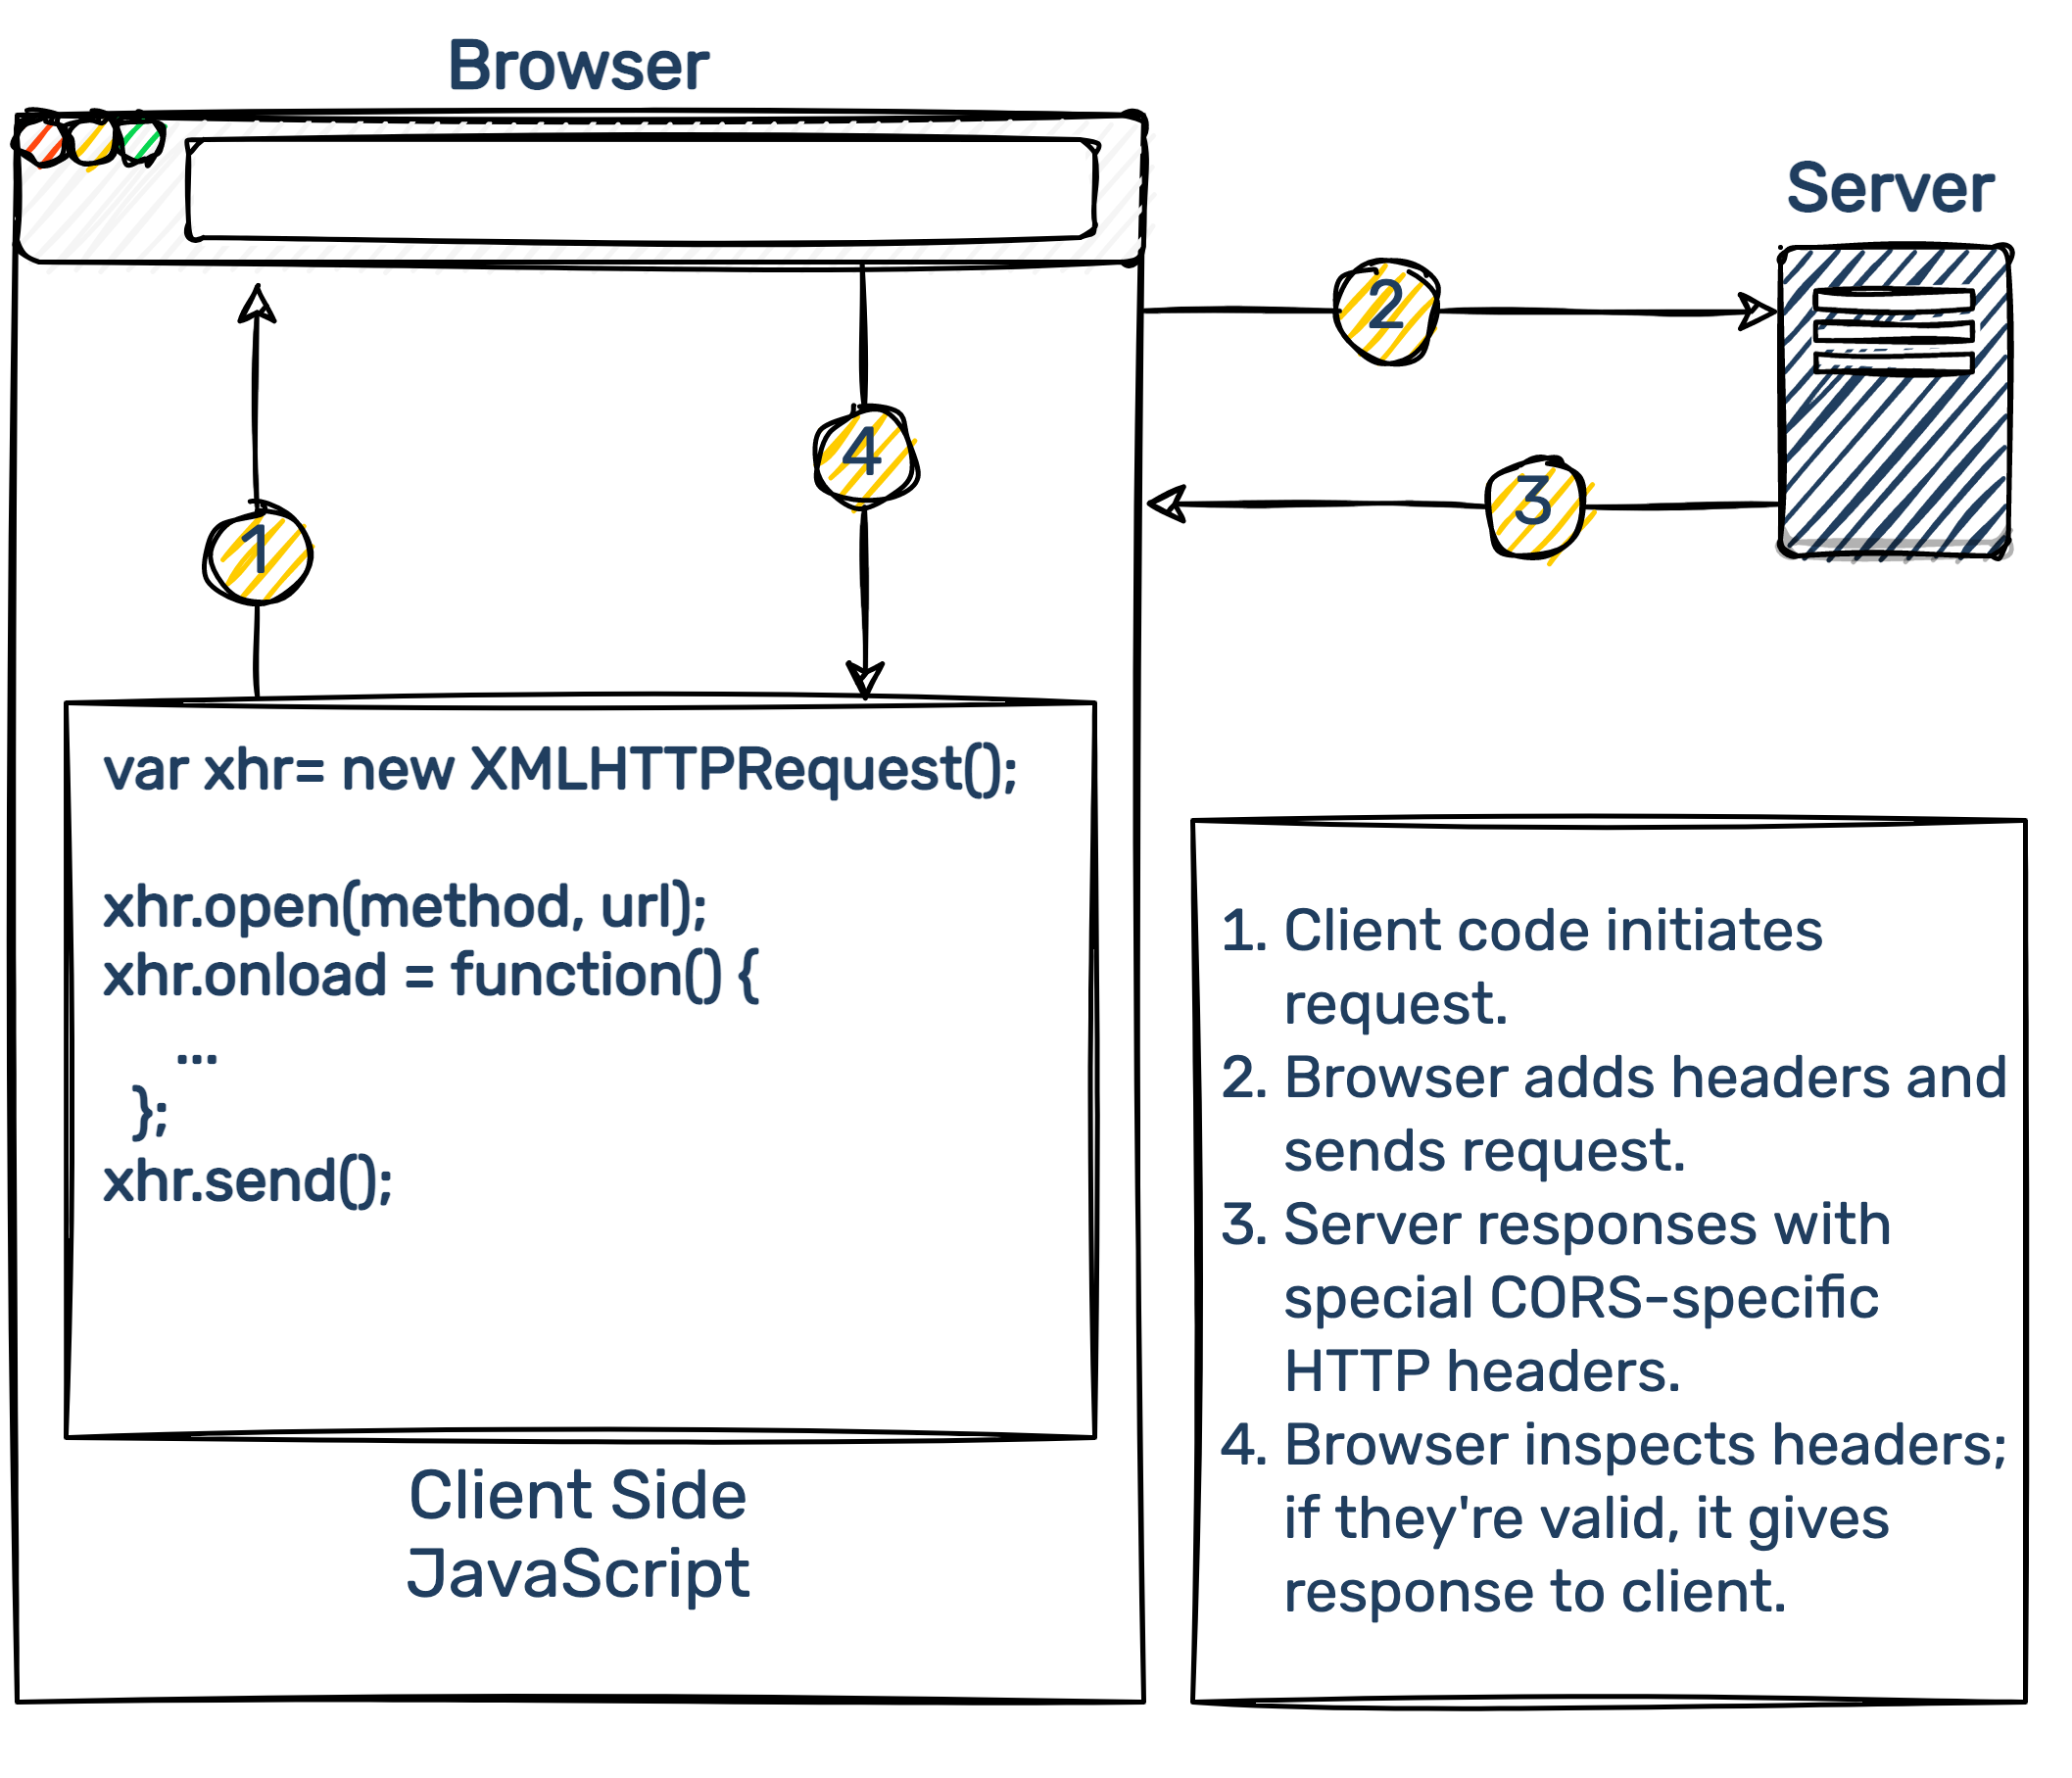 Browser
Server
2
4
3
1
var xhr= new XMLHTTPRequest();
xhr.open(method, url);
xhr.onload = function() {
...
};
xhr.send();
Client Side
JavaScript
1. Client code initiates
request.
2. Browser adds headers and
sends request.
3. Server responses with
special CORS-specific
HTTP headers.
4. Browser inspects headers;
if they're valid, it gives
response to client.